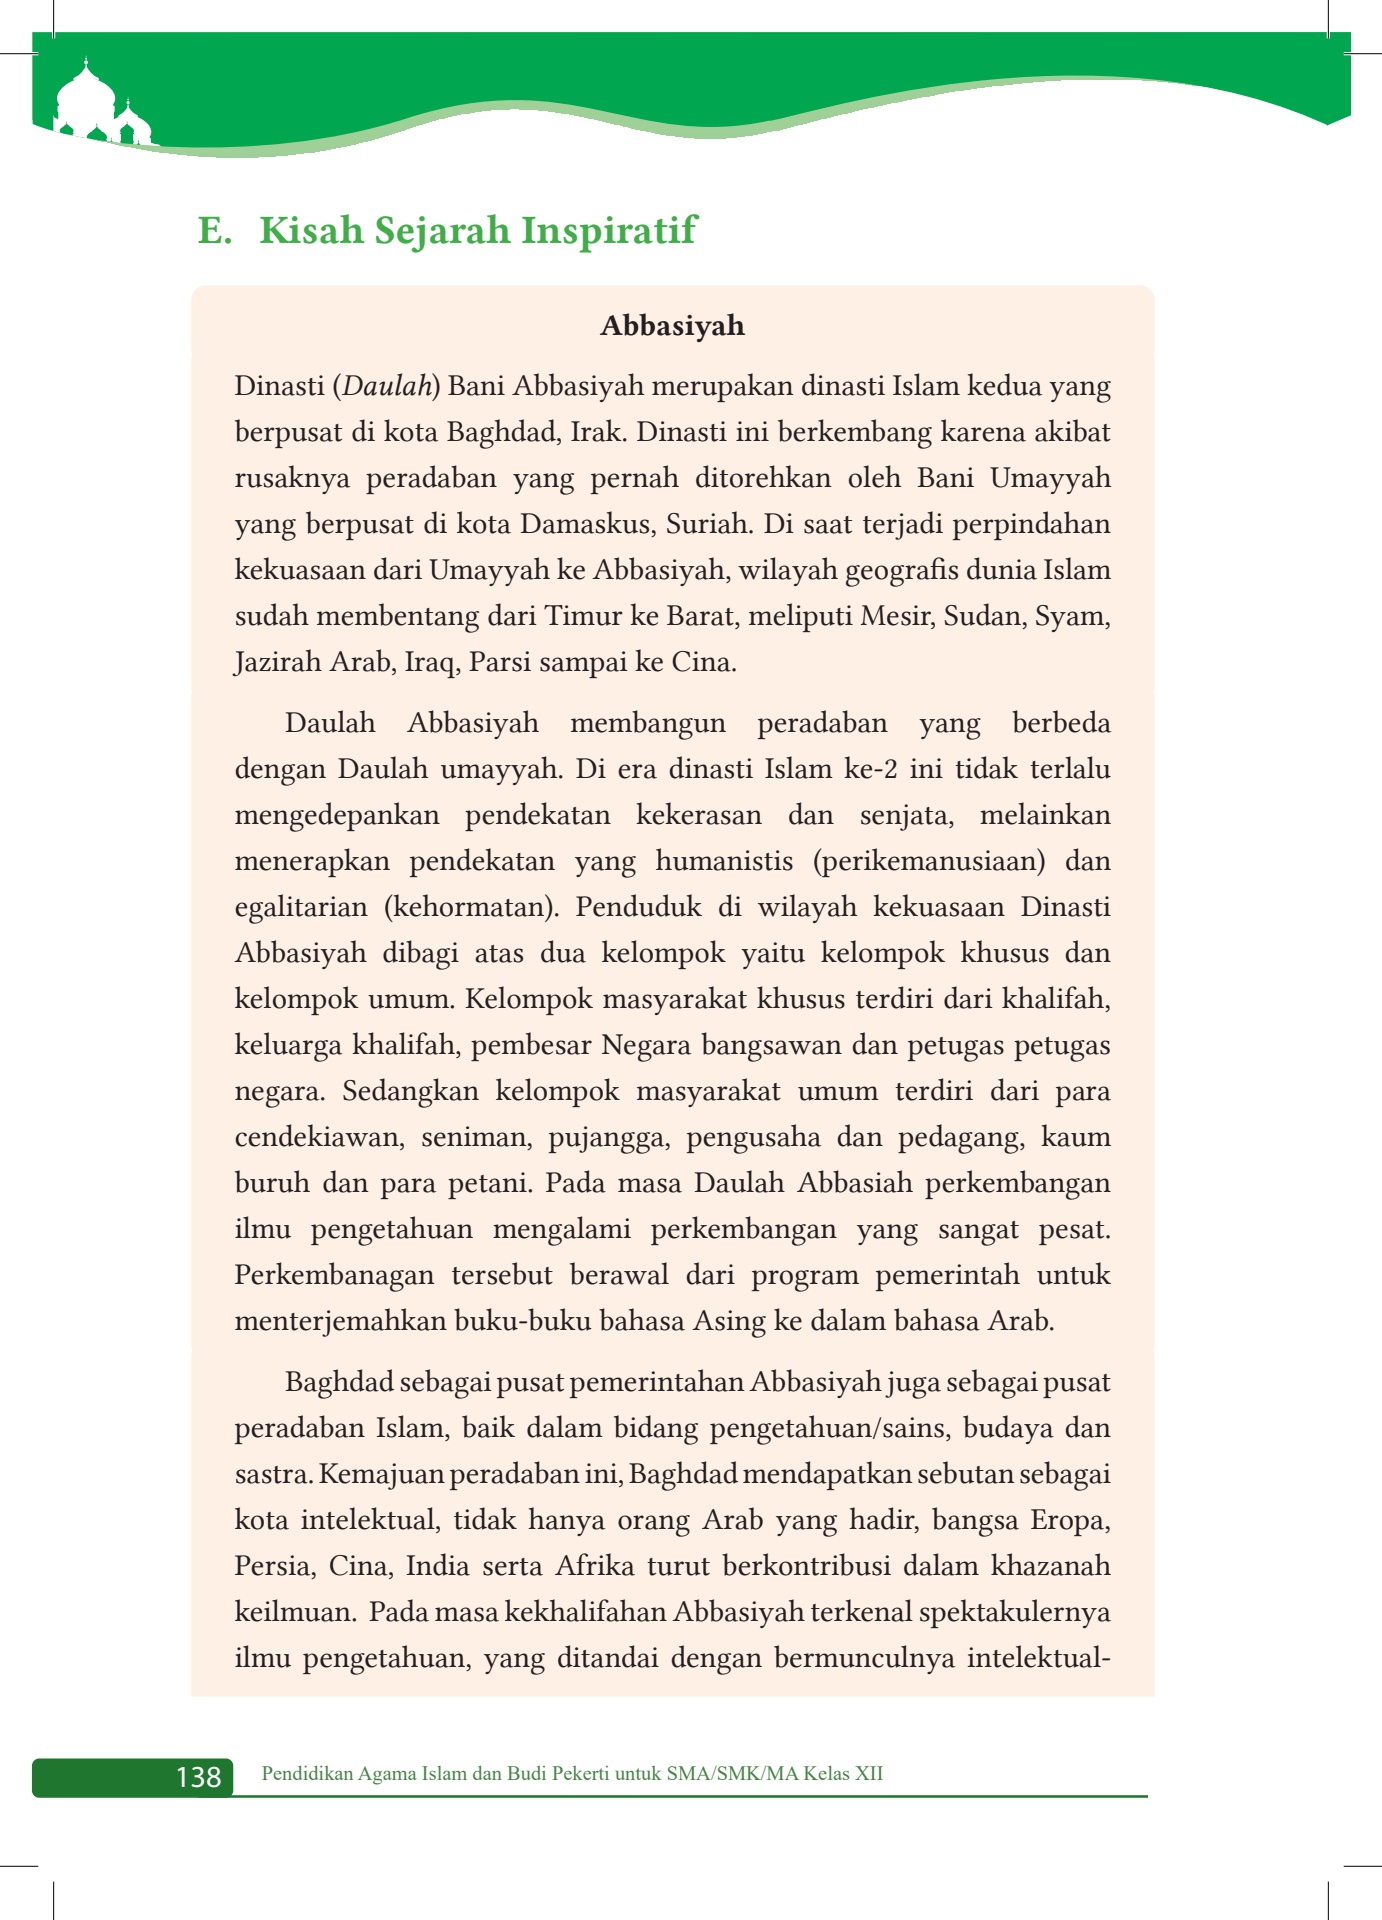 E. Kisah Sejarah Inspiratif
Abbasiyah
Dinasti (Daulah) Bani Abbasiyah merupakan dinasti Islam kedua yang
berpusat di kota Baghdad, Irak. Dinasti ini berkembang karena akibat
rusaknya peradaban yang pernah ditorehkan oleh Bani Umayyah
yang berpusat di kota Damaskus, Suriah. Di saat terjadi perpindahan
kekuasaan dari Umayyah ke Abbasiyah, wilayah geografis dunia Islam
sudah membentang dari Timur ke Barat, meliputi Mesir, Sudan, Syam,
Jazirah Arab, Iraq, Parsi sampai ke Cina.
Daulah Abbasiyah membangun peradaban yang berbeda
dengan Daulah umayyah. Di era dinasti Islam ke-2 ini tidak terlalu
mengedepankan pendekatan kekerasan dan senjata, melainkan
menerapkan pendekatan yang humanistis (perikemanusiaan) dan
egalitarian (kehormatan). Penduduk di wilayah kekuasaan Dinasti
Abbasiyah dibagi atas dua kelompok yaitu kelompok khusus dan
kelompok umum. Kelompok masyarakat khusus terdiri dari khalifah,
keluarga khalifah, pembesar Negara bangsawan dan petugas petugas
negara. Sedangkan kelompok masyarakat umum terdiri dari para
cendekiawan, seniman, pujangga, pengusaha dan pedagang, kaum
buruh dan para petani. Pada masa Daulah Abbasiah perkembangan
ilmu pengetahuan mengalami perkembangan yang sangat pesat.
Perkembanagan tersebut berawal dari program pemerintah untuk
menterjemahkan buku-buku bahasa Asing ke dalam bahasa Arab.
Baghdad sebagai pusat pemerintahan Abbasiyah juga sebagai pusat
peradaban Islam, baik dalam bidang pengetahuan/sains, budaya dan
sastra. Kemajuan peradaban ini, Baghdad mendapatkan sebutan sebagai
kota intelektual, tidak hanya orang Arab yang hadir, bangsa Eropa,
Persia, Cina, India serta Afrika turut berkontribusi dalam khazanah
keilmuan. Pada masa kekhalifahan Abbasiyah terkenal spektakulernya
ilmu pengetahuan, yang ditandai dengan bermunculnya intelektual-
138 Pendidikan Agama Islam dan Budi Pekerti untuk SMA/SMK/MA Kelas XII